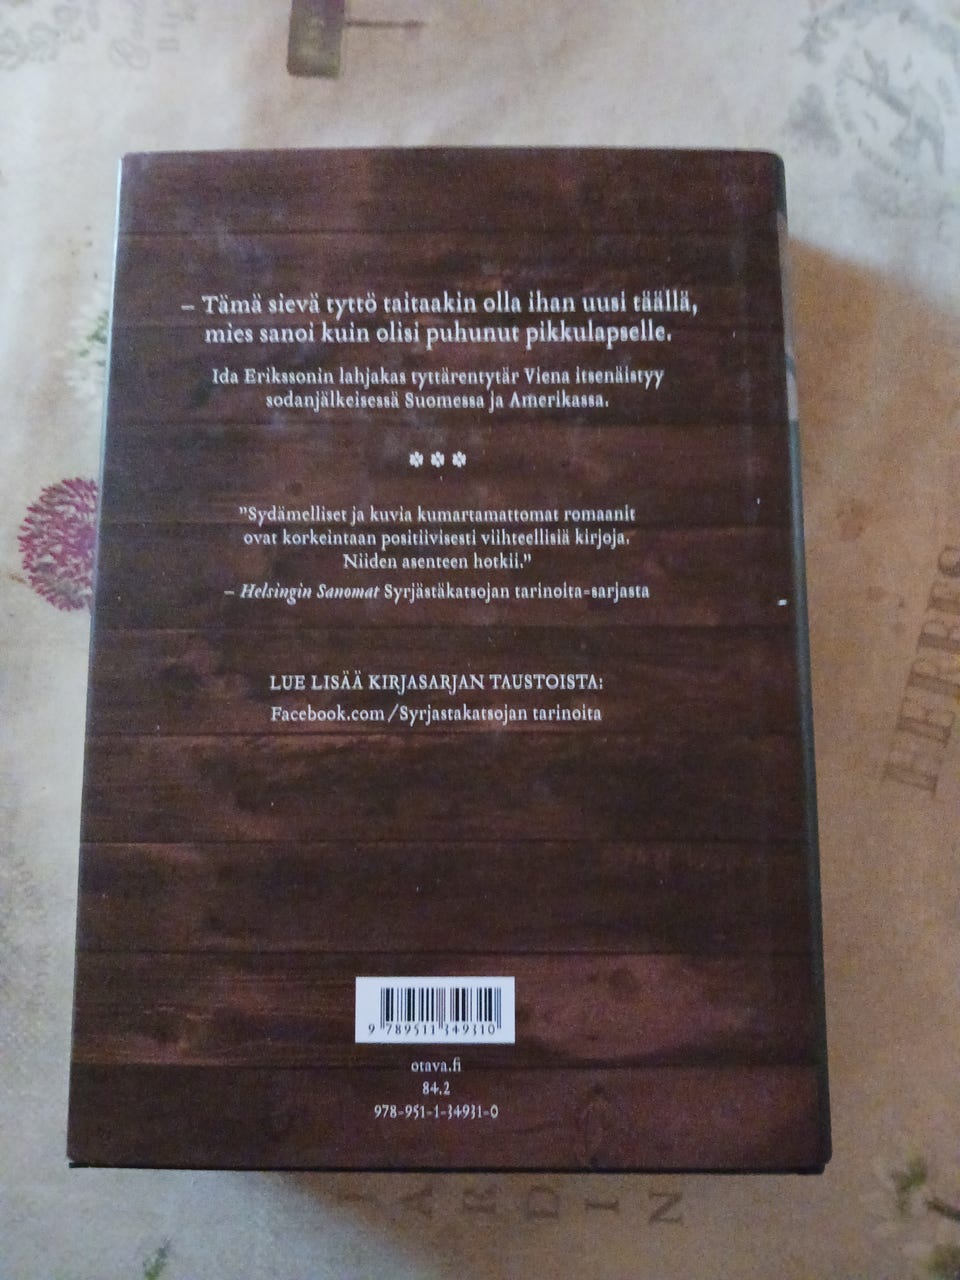 – Tämä sievä tyttö taitaakin olla ihan uusi täällä,
mies sanoi kuin olisi puhunut pikkulapselle.
Ida Erikssonin lahjakas tyttärentytär Viena itsenäistyy
sodanjälkeisessä Suomessa ja Amerikassa.
”Sydämelliset ja kuvia kumartamattomat romaanit
ovat korkeintaan positiivisesti viihteellisiä kirjoja.
Niiden asenteen hotkii.”
– Helsingin Sanomat Syrjästäkatsojan tarinoita-sarjasta
LUE LISÄÄ KIRJASARJAN TAUSTOISTA:
Facebook.com/Syrjastakatsojan tarinoita
9 789511 349310
otava.fi
84.2
978-951-1-34931-0
HERBES
JARDIN